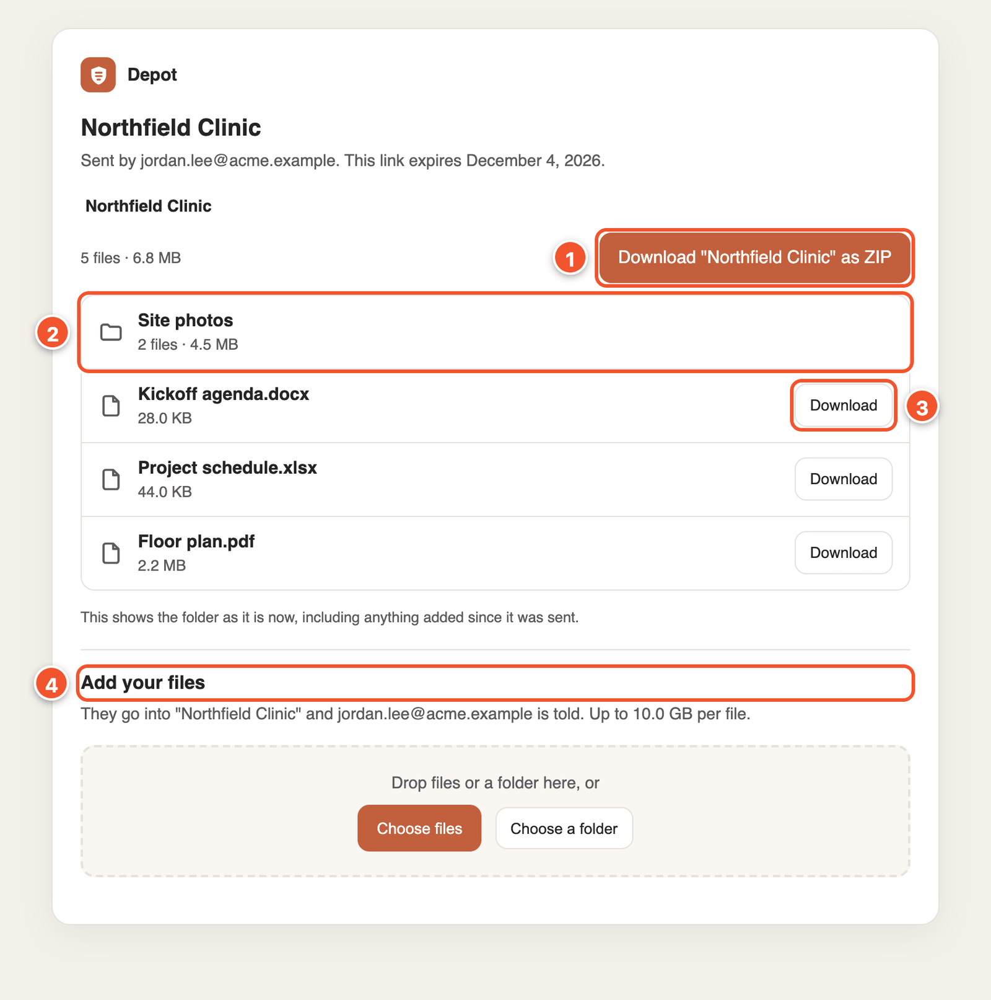 Depot
Northfield Clinic
Sent by jordan.lee@acme.example. This link expires December 4, 2026.
Northfield Clinic
5 files · 6.8 MB
1
Download "Northfield Clinic" as ZIP
2
Site photos
2 files · 4.5 MB
Kickoff agenda.docx
28.0 KB
Download
3
Project schedule.xlsx
44.0 KB
Download
Floor plan.pdf
2.2 MB
Download
This shows the folder as it is now, including anything added since it was sent.
4
Add your files
They go into "Northfield Clinic" and jordan.lee@acme.example is told. Up to 10.0 GB per file.
Drop files or a folder here, or
Choose files
Choose a folder